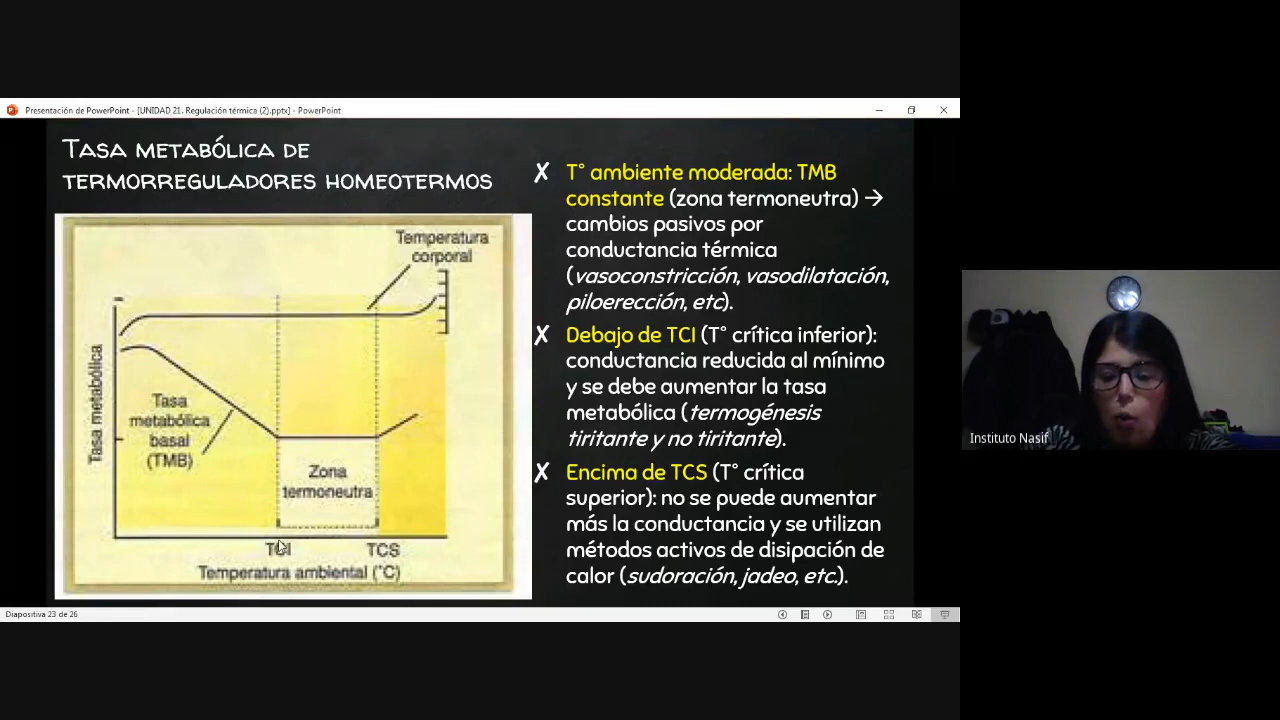 Presentación de PowerPoint - [UNIDAD 21. Regulación térmica (2).pptx] - PowerPoint
TASA METABÓLICA DE
TERMORREGULADORES HOMEOTERMOS
Temperatura
corporal
Tasa metabólica
Tasa
metabólica
basal
(TMB)
Zona
termoneutra
TCI
TCS
Temperatura ambiental (°C)
✗ T° ambiente moderada: TMB
constante (zona termoneutra) →
cambios pasivos por
conductancia térmica
(vasoconstricción, vasodilatación,
piloerección, etc).
✗ Debajo de TCI (T° crítica inferior):
conductancia reducida al mínimo
y se debe aumentar la tasa
metabólica (termogénesis
tiritante y no tiritante).
✗ Encima de TCS (T° crítica
superior): no se puede aumentar
más la conductancia y se utilizan
métodos activos de disipación de
calor (sudoración, jadeo, etc.).
Diapositiva 23 de 26
Instituto Nasif